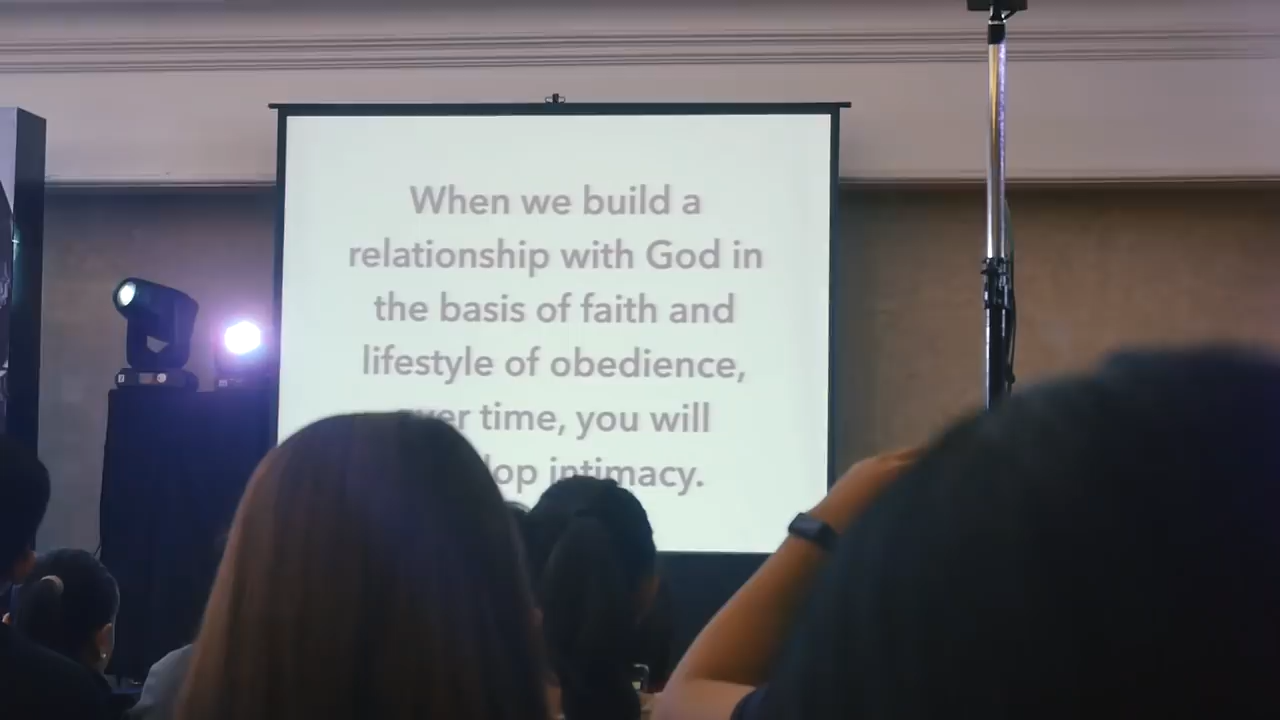 When we build a
relationship with God in
the basis of faith and
lifestyle of obedience,
time, you will
intimacy.